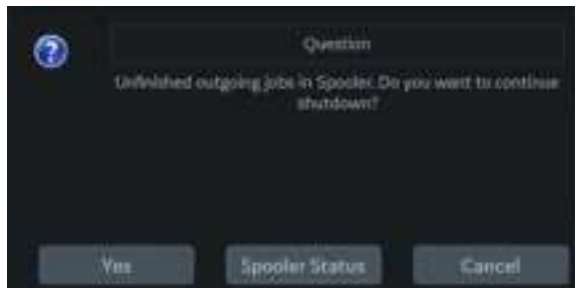 Question
Unfinished outgoing jobs in Spooler. Do you want to continue
shutdown?
Yes
Spooler Status
Cancel